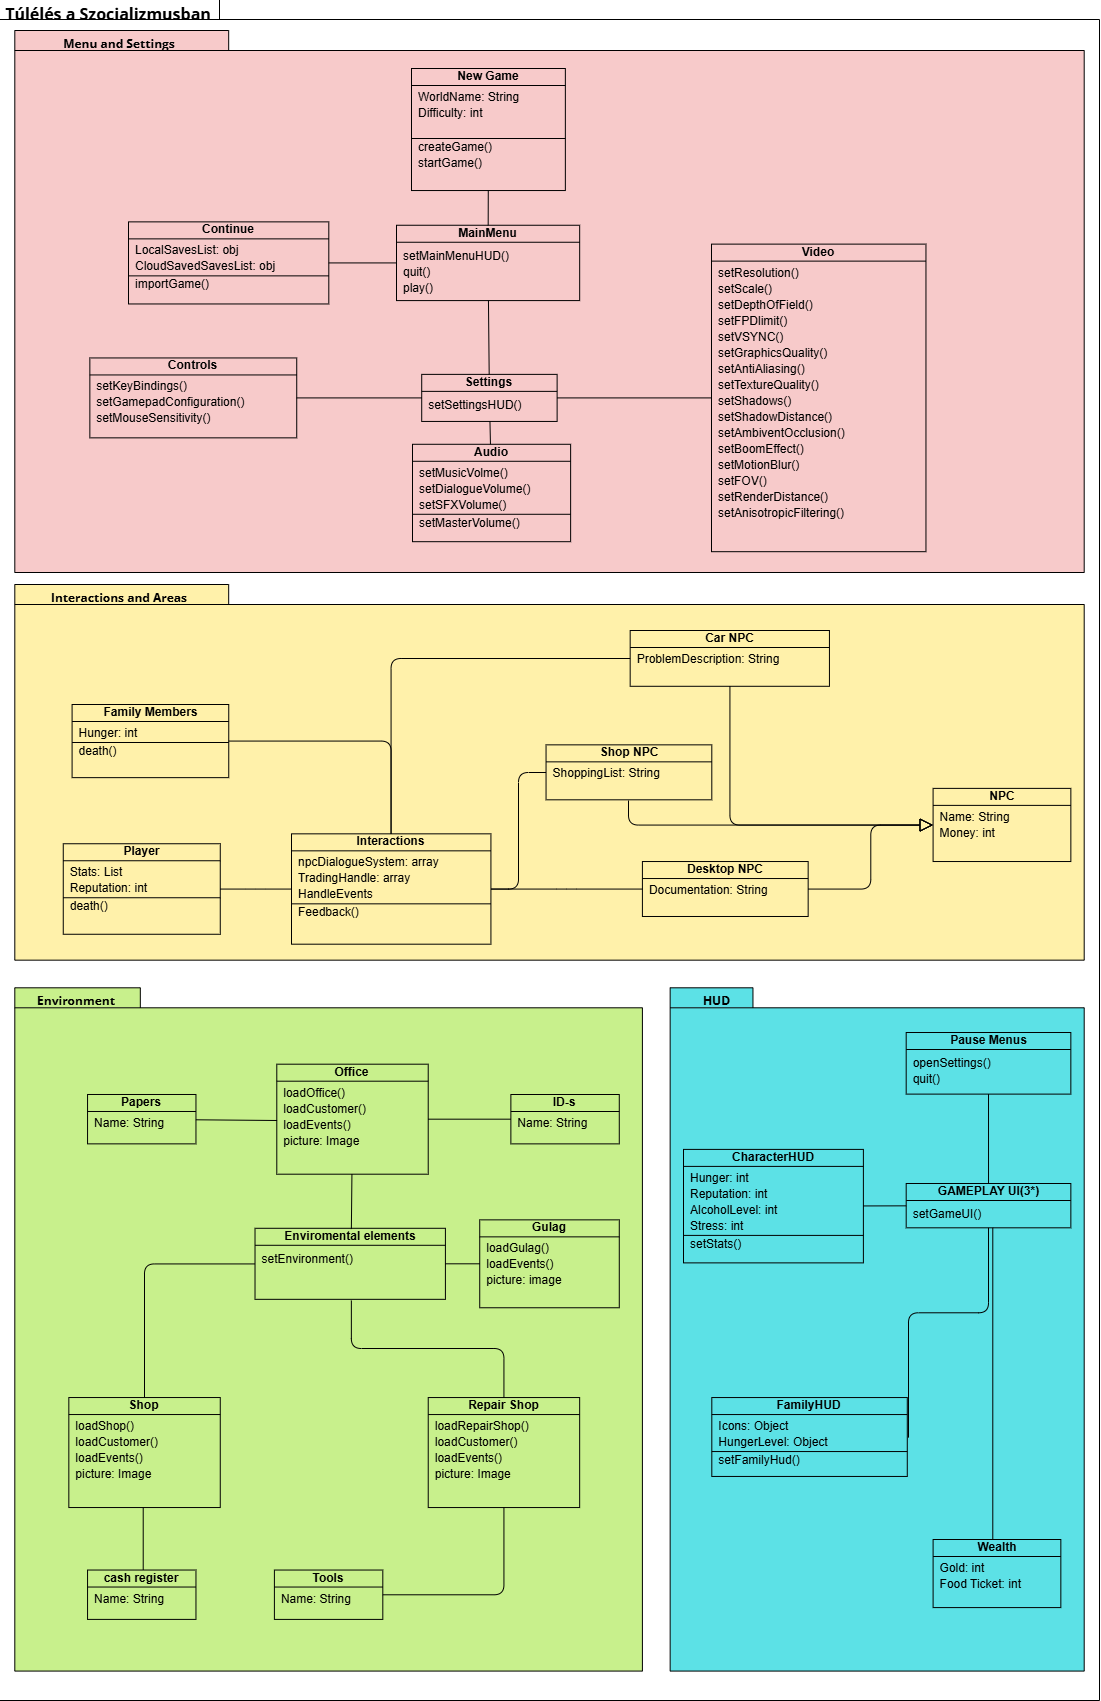 Túlélés a Szocializmusban
Menu and Settings
New Game
WorldName: String
Difficulty: int
createGame()
startGame()
Continue
LocalSavesList: obj
CloudSavedSavesList: obj
importGame()
MainMenu
setMainMenuHUD()
quit()
play()
Video
setResolution()
setScale()
setDepthOfField()
setFPDlimit()
setVSYNC()
setGraphicsQuality()
setAntiAliasing()
setTextureQuality()
setShadows()
setShadowDistance()
setAmbiventOcclusion()
setBoomEffect()
setMotionBlur()
setFOV()
setRenderDistance()
setAnisotropicFiltering()
Controls
setKeyBindings()
setGamepadConfiguration()
setMouseSensitivity()
Settings
setSettingsHUD()
Audio
setMusicVolme()
setDialogueVolume()
setSFXVolume()
setMasterVolume()
Interactions and Areas
Car NPC
ProblemDescription: String
Family Members
Hunger: int
death()
Shop NPC
ShoppingList: String
NPC
Name: String
Money: int
Player
Stats: List
Reputation: int
death()
Interactions
npcDialogueSystem: array
TradingHandle: array
HandleEvents
Feedback()
Desktop NPC
Documentation: String
Environment
Office
loadOffice()
loadCustomer()
loadEvents()
picture: Image
Papers
Name: String
ID-s
Name: String
Enviromental elements
setEnvironment()
Gulag
loadGulag()
loadEvents()
picture: image
Shop
loadShop()
loadCustomer()
loadEvents()
picture: Image
Repair Shop
loadRepairShop()
loadCustomer()
loadEvents()
picture: Image
cash register
Name: String
Tools
Name: String
HUD
Pause Menus
openSettings()
quit()
CharacterHUD
Hunger: int
Reputation: int
AlcoholLevel: int
Stress: int
setStats()
GAMEPLAY UI(3*)
setGameUI()
FamilyHUD
Icons: Object
HungerLevel: Object
setFamilyHud()
Wealth
Gold: int
Food Ticket: int